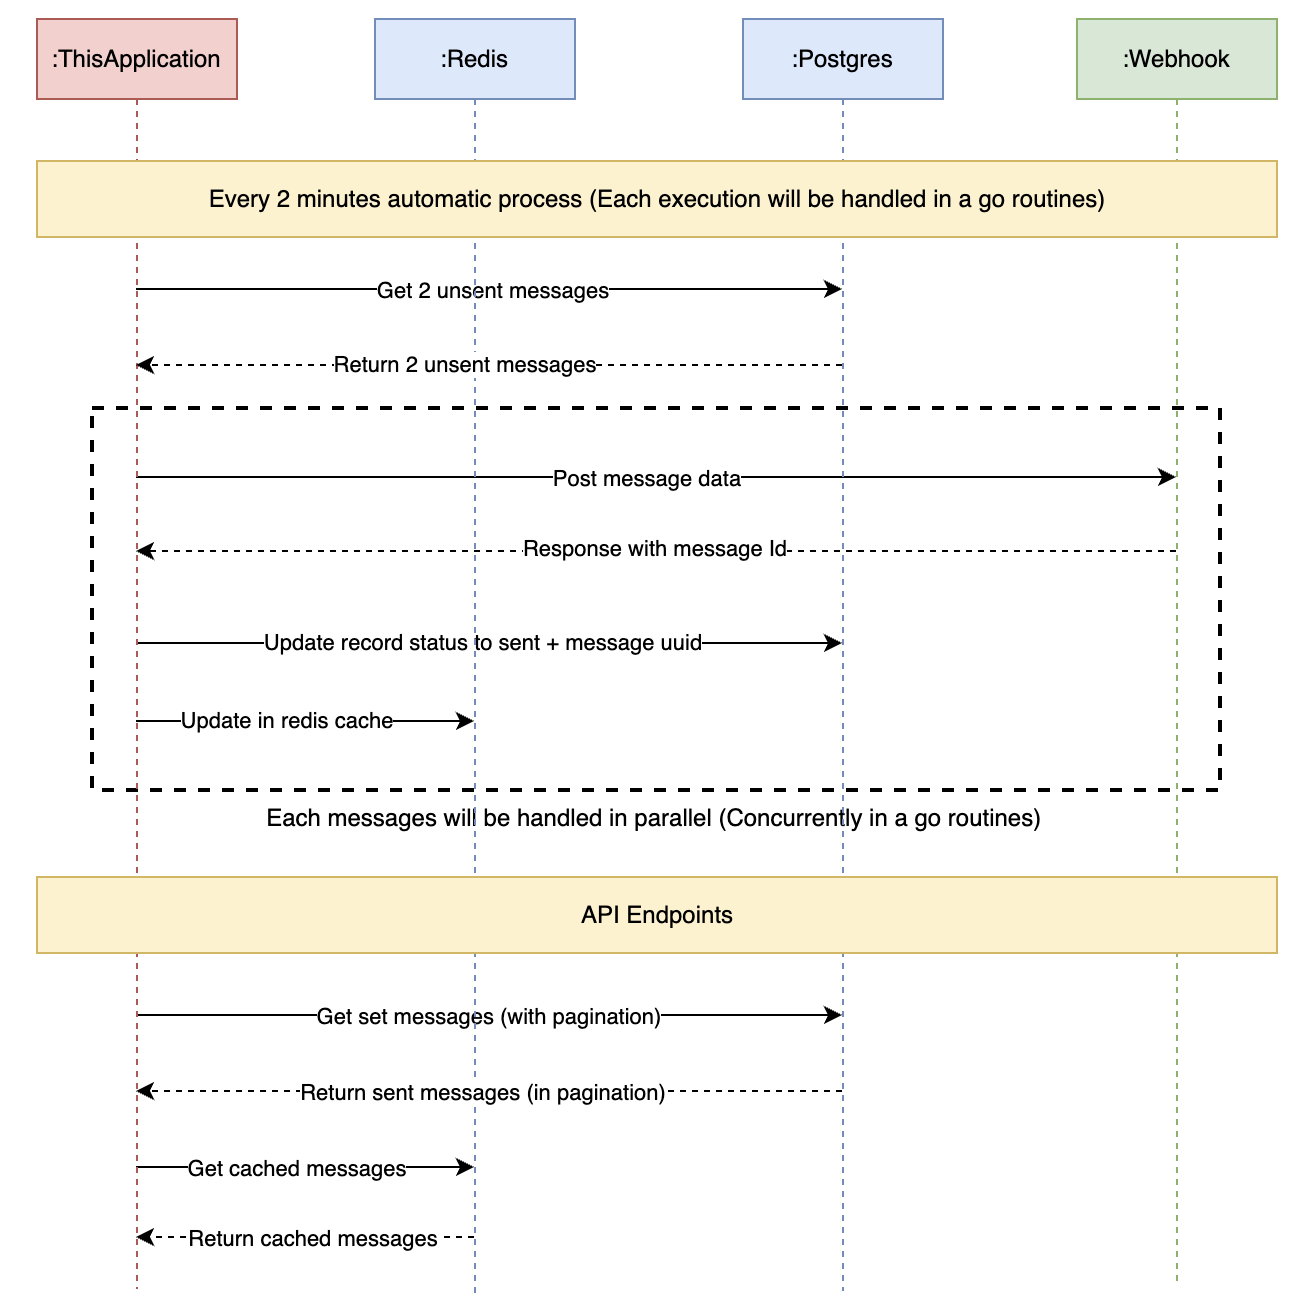 :ThisApplication
:Redis
:Postgres
:Webhook
Every 2 minutes automatic process (Each execution will be handled in a go routines)
Get 2 unsent messages
Return 2 unsent messages
Post message data
Response with message Id
Update record status to sent + message uuid
Update in redis cache
Each messages will be handled in parallel (Concurrently in a go routines)
API Endpoints
Get set messages (with pagination)
Return sent messages (in pagination)
Get cached messages
Return cached messages